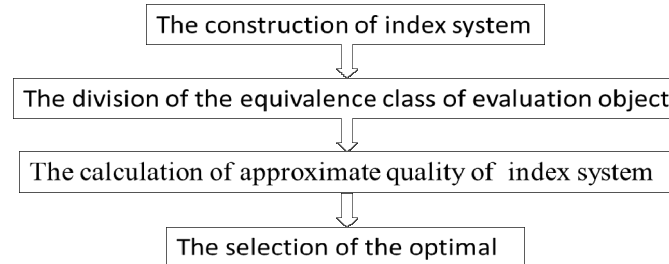 The construction of index system
The division of the equivalence class of evaluation object
The calculation of approximate quality of index system
The selection of the optimal